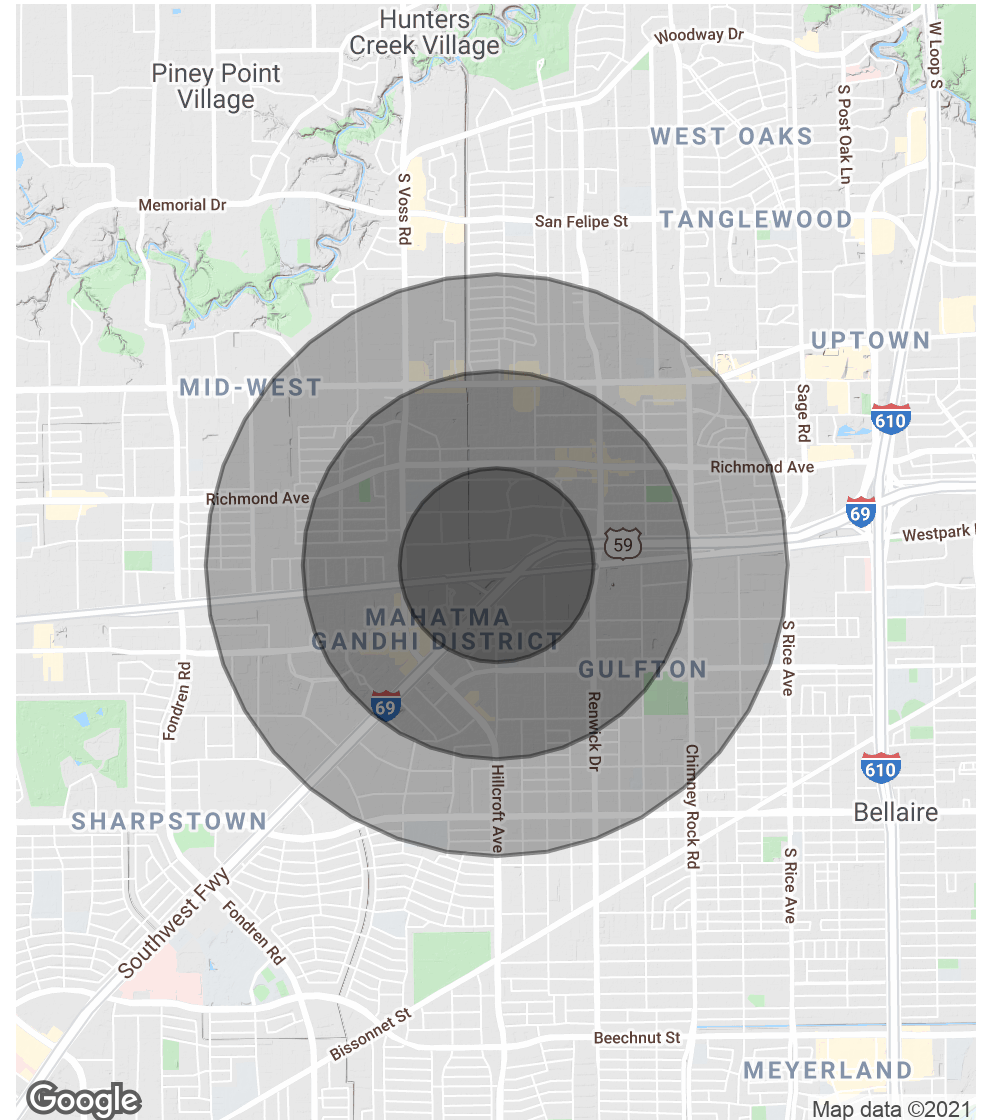 Hunters
Creek Village
Woodway Dr
W Loop S
Piney Point
Village
S Post Oak Ln
WEST OAKS
S Voss Rd
Memorial Dr
San Felipe St
TANGLEWOOD
UPTOWN
MID-WEST
Sage Rd
610
Richmond Ave
Richmond Ave
69
Westpark
59
MAHATMA
GANDHI DISTRICT
S Rice Ave
GULFTON
Fondren Rd
69
Renwick Dr
Chimney Rock Rd
610
Hillcroft Ave
Bellaire
SHARPSTOWN
S Rice Ave
Southwest Fwy
Fondren Rd
Bissonnet St
Beechnut St
MEYERLAND
Google
Map data ©2021